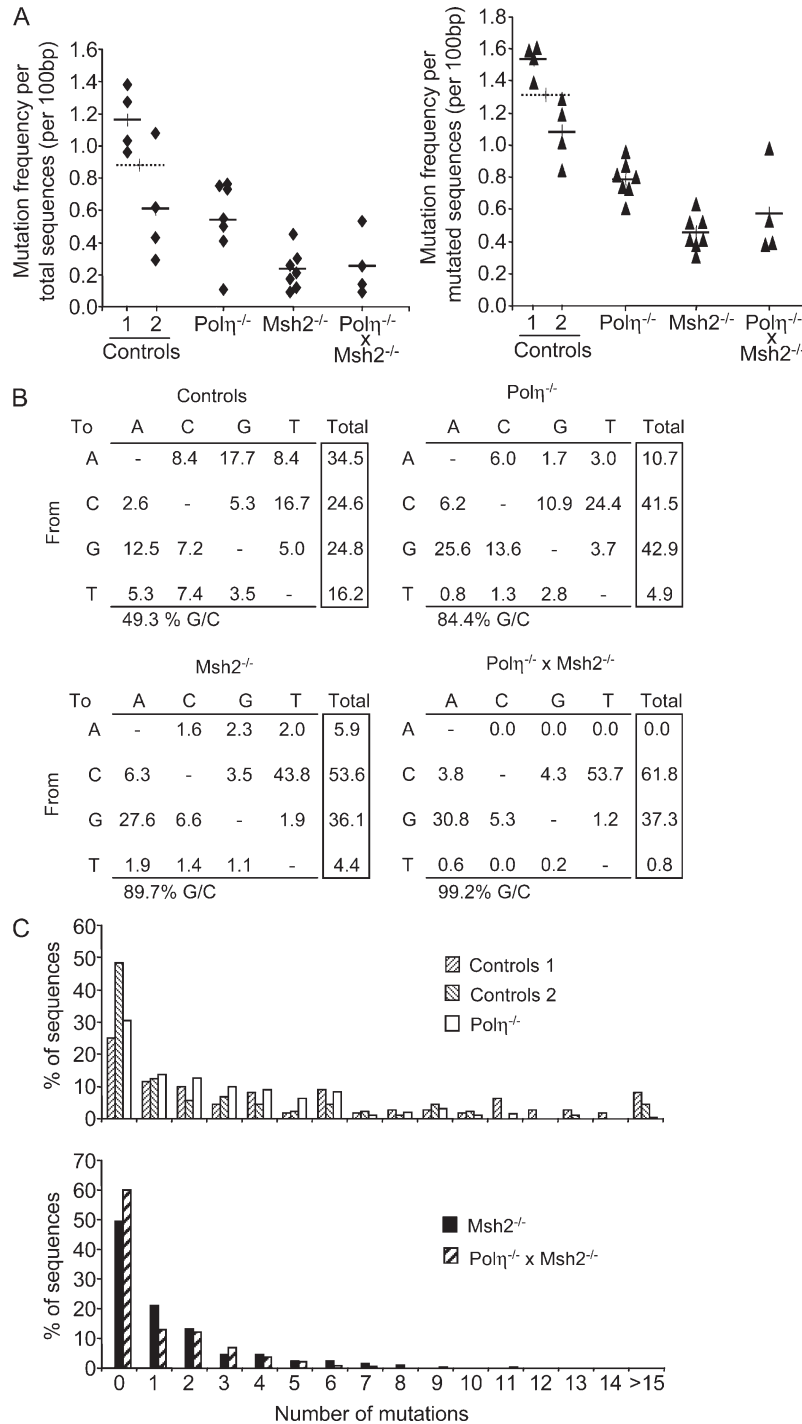 A
Mutation frequency per
total sequences (per 100bp)
1.6
1.4
1.2
1.0
0.8
0.6
0.4
0.2
0.0
1 2 Polη-/- Msh2-/- Polη-/-
x
Msh2-/-
Controls
Mutation frequency per
mutated sequences (per 100bp)
1.8
1.6
1.4
1.2
1.0
0.8
0.6
0.4
0.2
0.0
1 2 Polη-/- Msh2-/- Polη-/-
x
Msh2-/-
Controls
B
Controls
To A C G T Total
From
A - 8.4 17.7 8.4 34.5
C 2.6 - 5.3 16.7 24.6
G 12.5 7.2 - 5.0 24.8
T 5.3 7.4 3.5 - 16.2
49.3 % G/C
Polη-/-
A C G T Total
A - 6.0 1.7 3.0 10.7
C 6.2 - 10.9 24.4 41.5
G 25.6 13.6 - 3.7 42.9
T 0.8 1.3 2.8 - 4.9
84.4% G/C
Msh2-/-
To A C G T Total
From
A - 1.6 2.3 2.0 5.9
C 6.3 - 3.5 43.8 53.6
G 27.6 6.6 - 1.9 36.1
T 1.9 1.4 1.1 - 4.4
89.7% G/C
Polη-/- x Msh2-/-
A C G T Total
A - 0.0 0.0 0.0 0.0
C 3.8 - 4.3 53.7 61.8
G 30.8 5.3 - 1.2 37.3
T 0.6 0.0 0.2 - 0.8
99.2% G/C
C
% of sequences
60
50
40
30
20
10
0
Controls 1
Controls 2
Polη-/-
% of sequences
70
60
50
40
30
20
10
0
Msh2-/-
Polη-/- x Msh2-/-
0 1 2 3 4 5 6 7 8 9 10 11 12 13 14 >15
Number of mutations